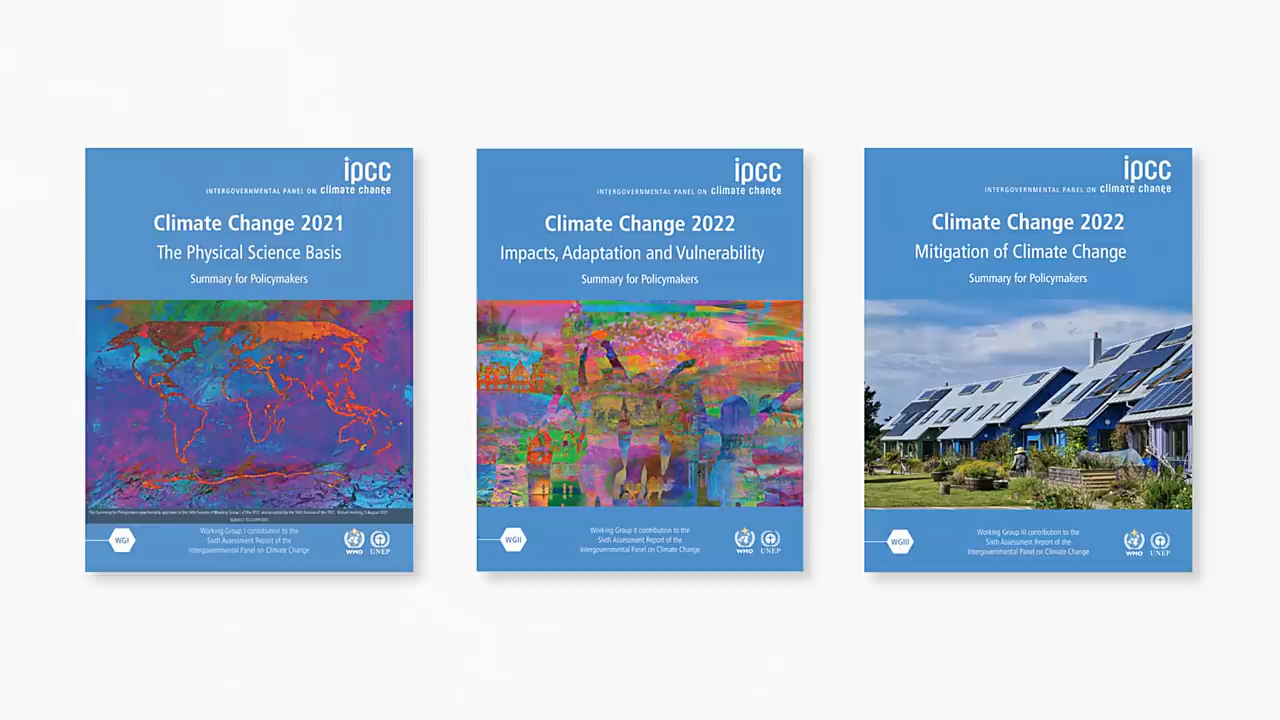 ipcc
INTERGOVERNMENTAL PANEL ON climate change
Climate Change 2021
The Physical Science Basis
Summary for Policymakers
WGI
Working Group I contribution to the
Sixth Assessment Report of the
Intergovernmental Panel on Climate Change
WMO
UNEP
ipcc
INTERGOVERNMENTAL PANEL ON climate change
Climate Change 2022
Impacts, Adaptation and Vulnerability
Summary for Policymakers
WGII
Working Group II contribution to the
Sixth Assessment Report of the
Intergovernmental Panel on Climate Change
WMO
UNEP
ipcc
INTERGOVERNMENTAL PANEL ON climate change
Climate Change 2022
Mitigation of Climate Change
Summary for Policymakers
WGIII
Working Group III contribution to the
Sixth Assessment Report of the
Intergovernmental Panel on Climate Change
WMO
UNEP